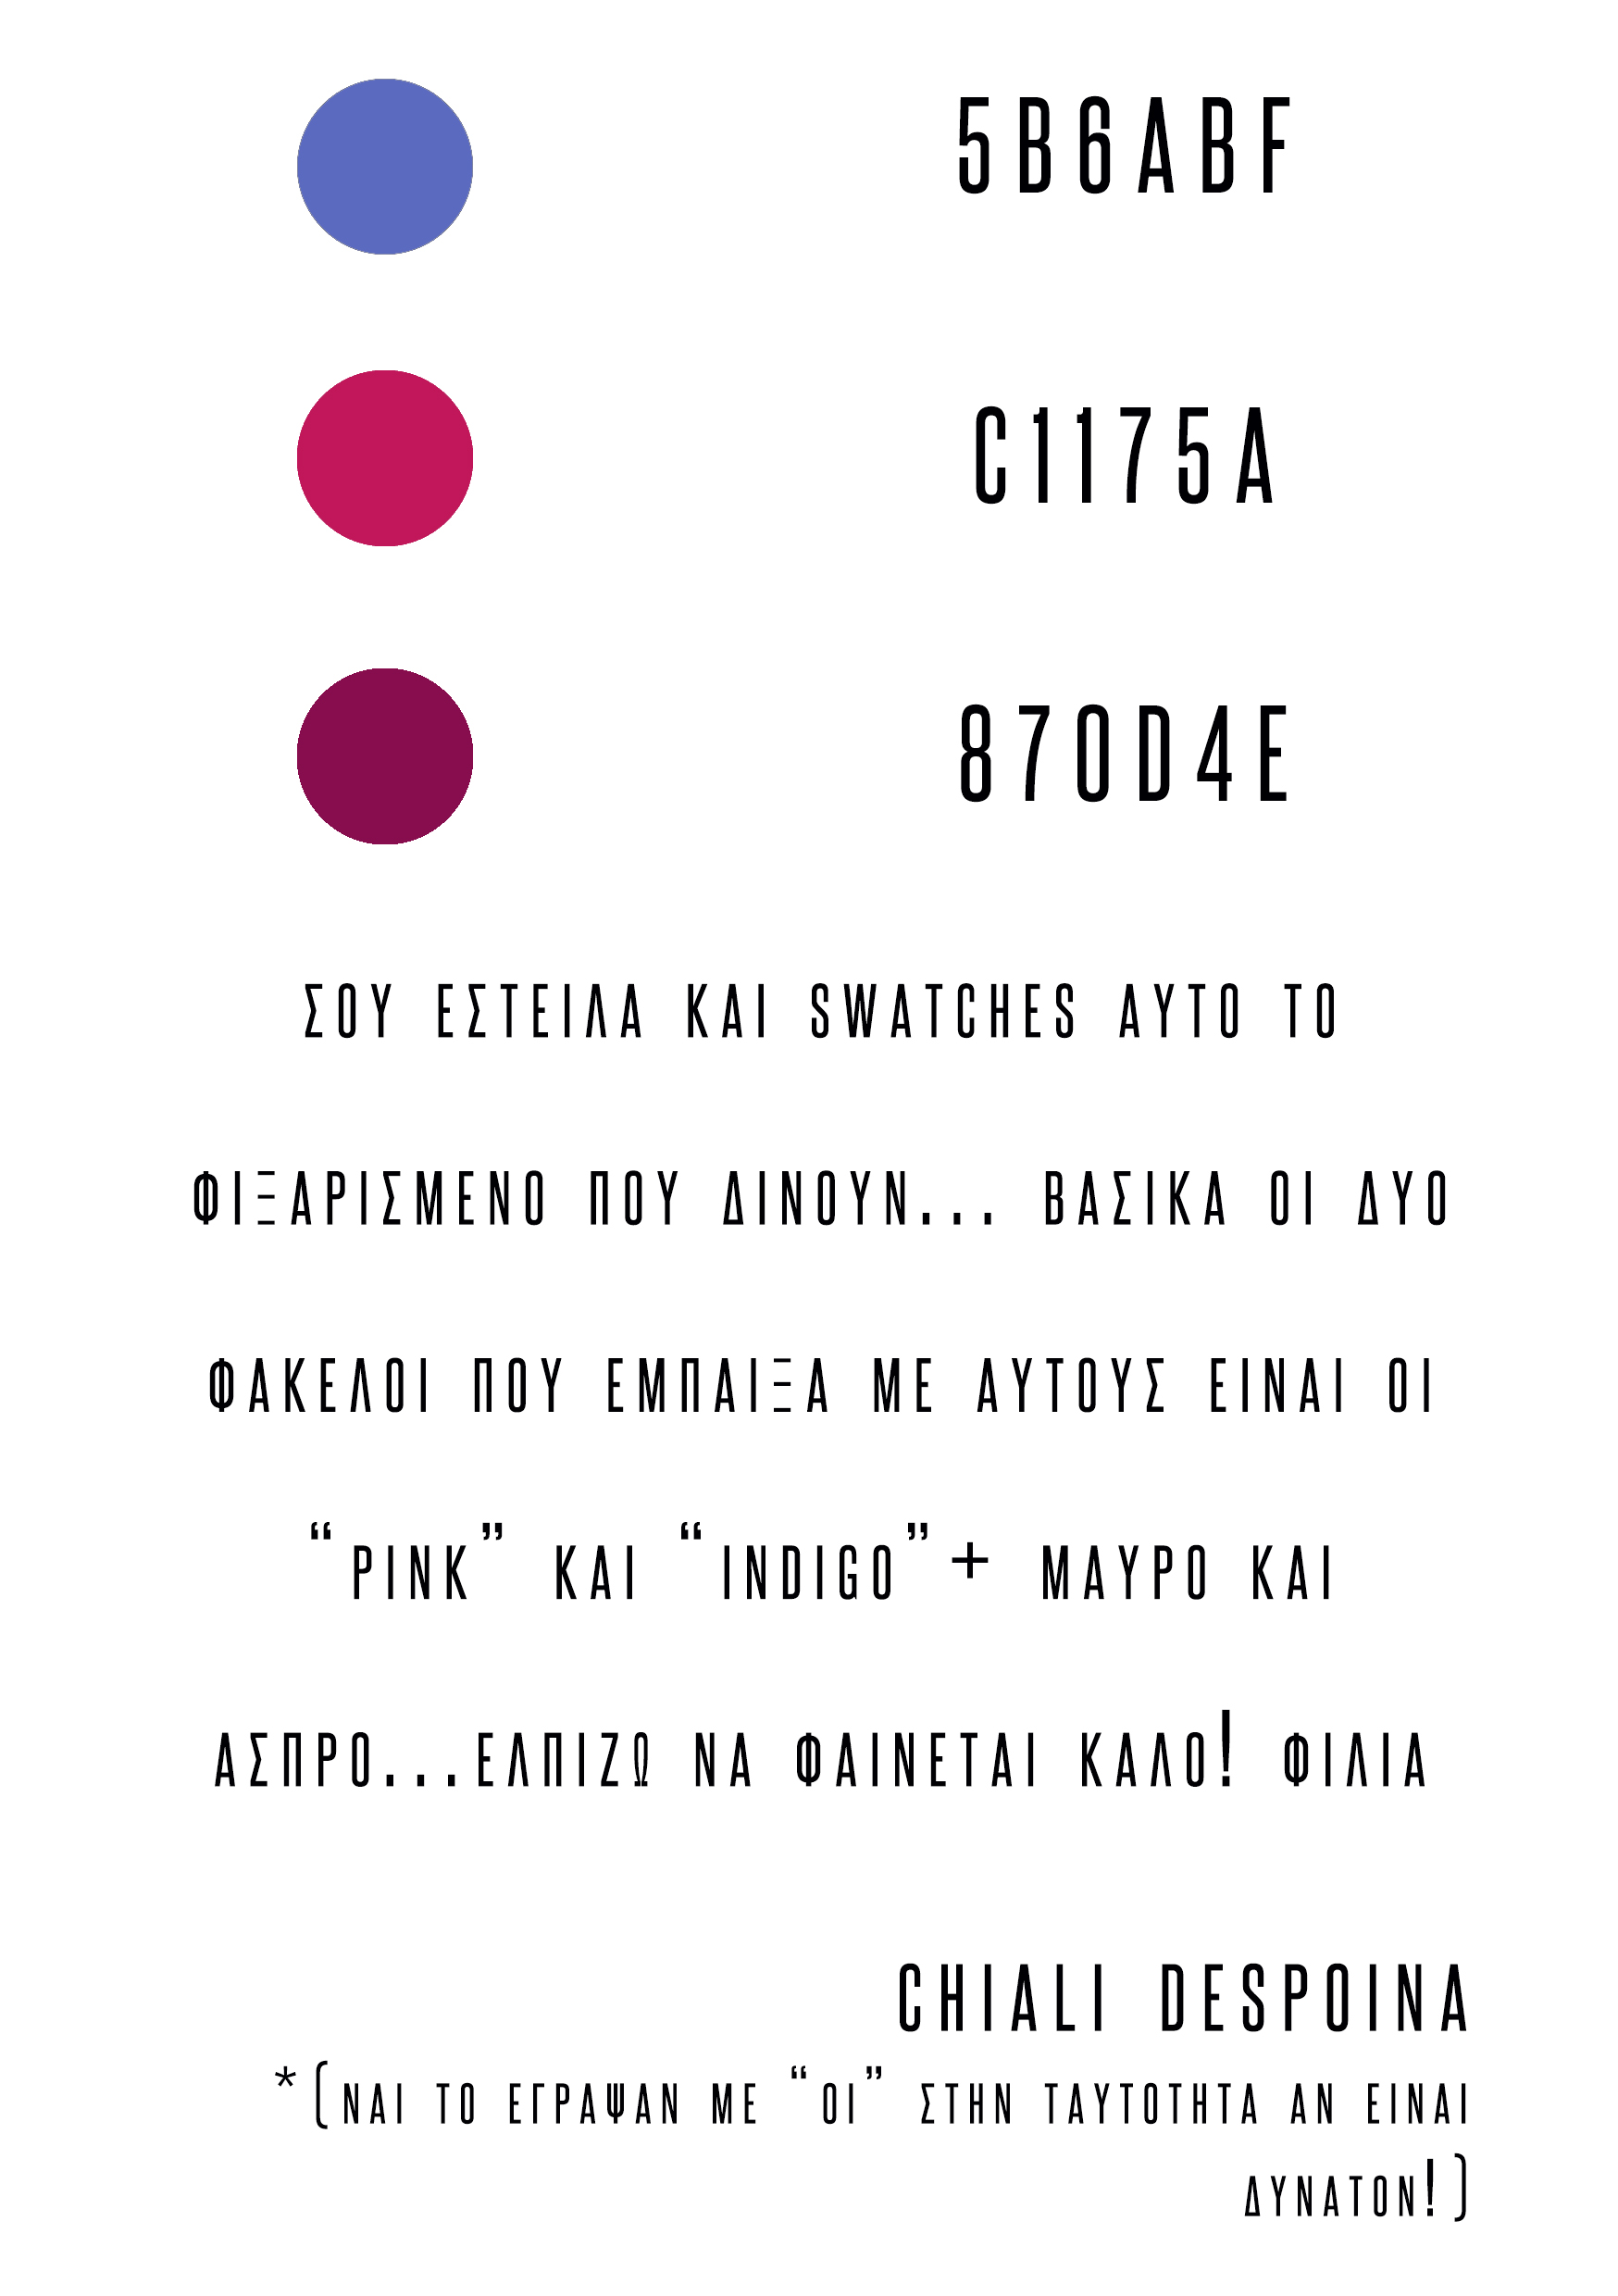 5B6ABF
C1175A
870D4E
ΣΟΥ ΕΣΤΕΙΛΑ ΚΑΙ SWATCHES ΑΥΤΟ ΤΟ
ΦΙΞΑΡΙΣΜΕΝΟ ΠΟΥ ΔΙΝΟΥΝ... ΒΑΣΙΚΑ ΟΙ ΔΥΟ
ΦΑΚΕΛΟΙ ΠΟΥ ΕΜΠΑΙΞΑ ΜΕ ΑΥΤΟΥΣ ΕΙΝΑΙ ΟΙ
“PINK” ΚΑΙ “INDIGO”+ ΜΑΥΡΟ ΚΑΙ
ΑΣΠΡΟ...ΕΛΠΙΖΩ ΝΑ ΦΑΙΝΕΤΑΙ ΚΑΛΟ! ΦΙΛΙΑ
CHIALI DESPOINA
*(ΝΑΙ ΤΟ ΕΓΡΑΨΑΝ ΜΕ “ΟΙ” ΣΤΗΝ ΤΑΥΤΟΤΗΤΑ ΑΝ ΕΙΝΑΙ
ΔΥΝΑΤΟΝ!)